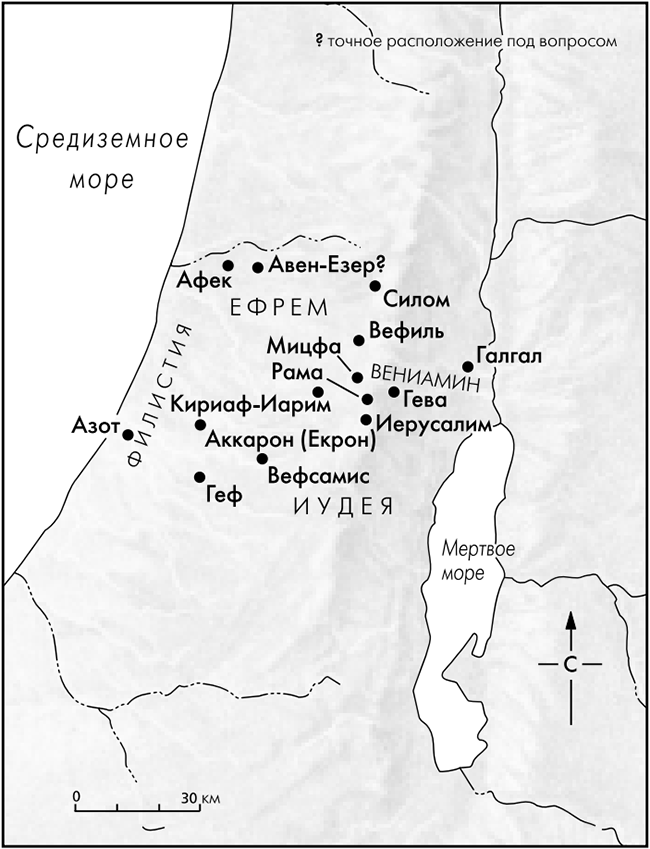 ? точное расположение под вопросом
Средиземное
море
Авен-Езер?
Афек
Силом
ЕФРЕМ
Вефиль
Мицфа
Галгал
ФИЛИСТИЯ
Рама
ВЕНИАМИН
Кириаф-Иарим
Гева
Азот
Иерусалим
Аккарон (Екрон)
Вефсамис
Геф
ИУДЕЯ
Мертвое
море
С
0 30 км